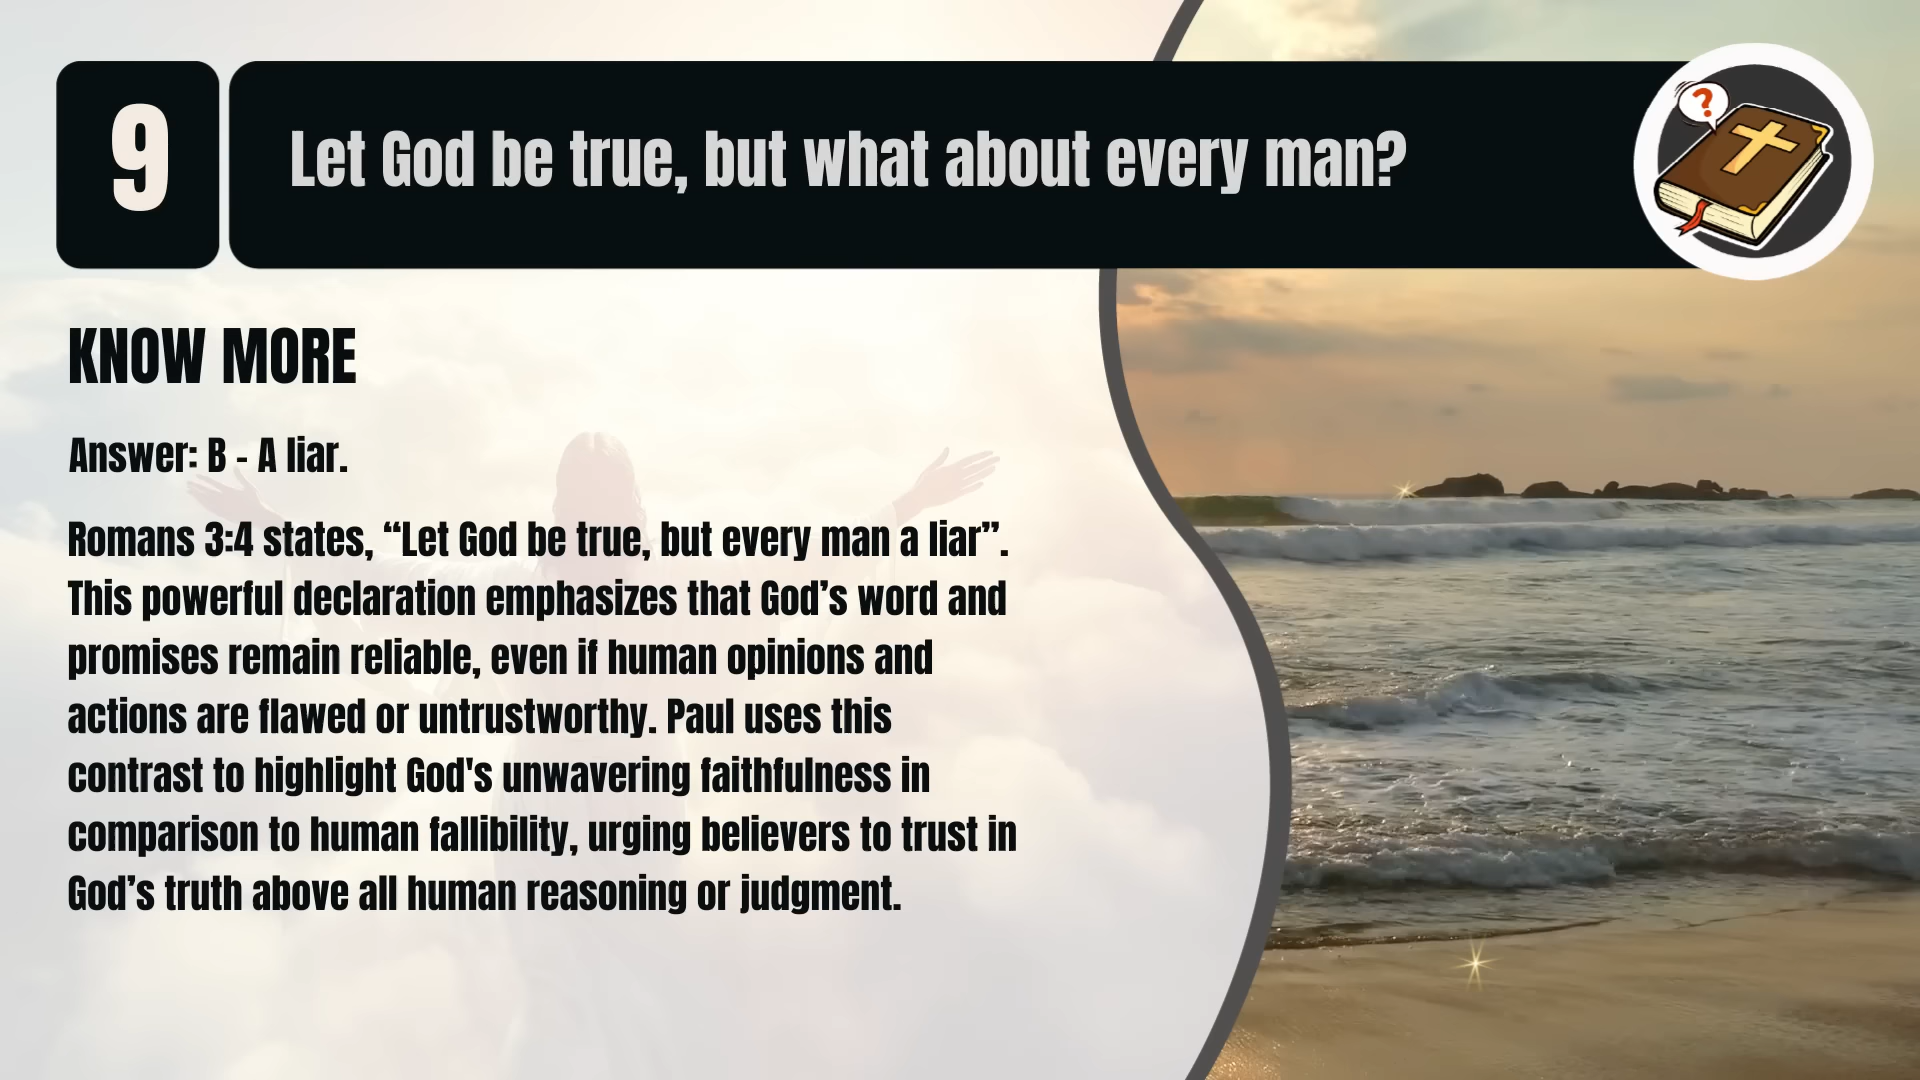 9
Let God be true, but what about every man?
?
KNOW MORE
Answer: B - A liar.
Romans 3:4 states, “Let God be true, but every man a liar”.
This powerful declaration emphasizes that God’s word and
promises remain reliable, even if human opinions and
actions are flawed or untrustworthy. Paul uses this
contrast to highlight God's unwavering faithfulness in
comparison to human fallibility, urging believers to trust in
God’s truth above all human reasoning or judgment.